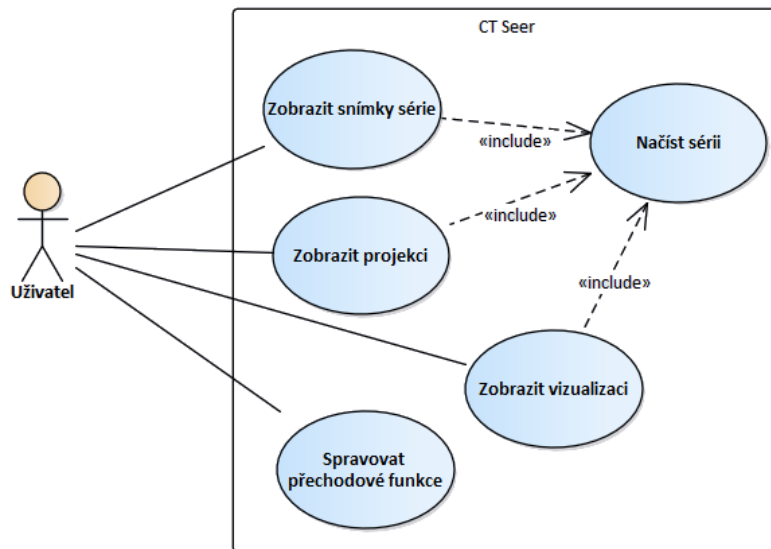 CT Seer
Zobrazit snímky série
«include»
Načíst sérii
«include»
Zobrazit projekci
Uživatel
«include»
Zobrazit vizualizaci
Spravovat
přechodové funkce